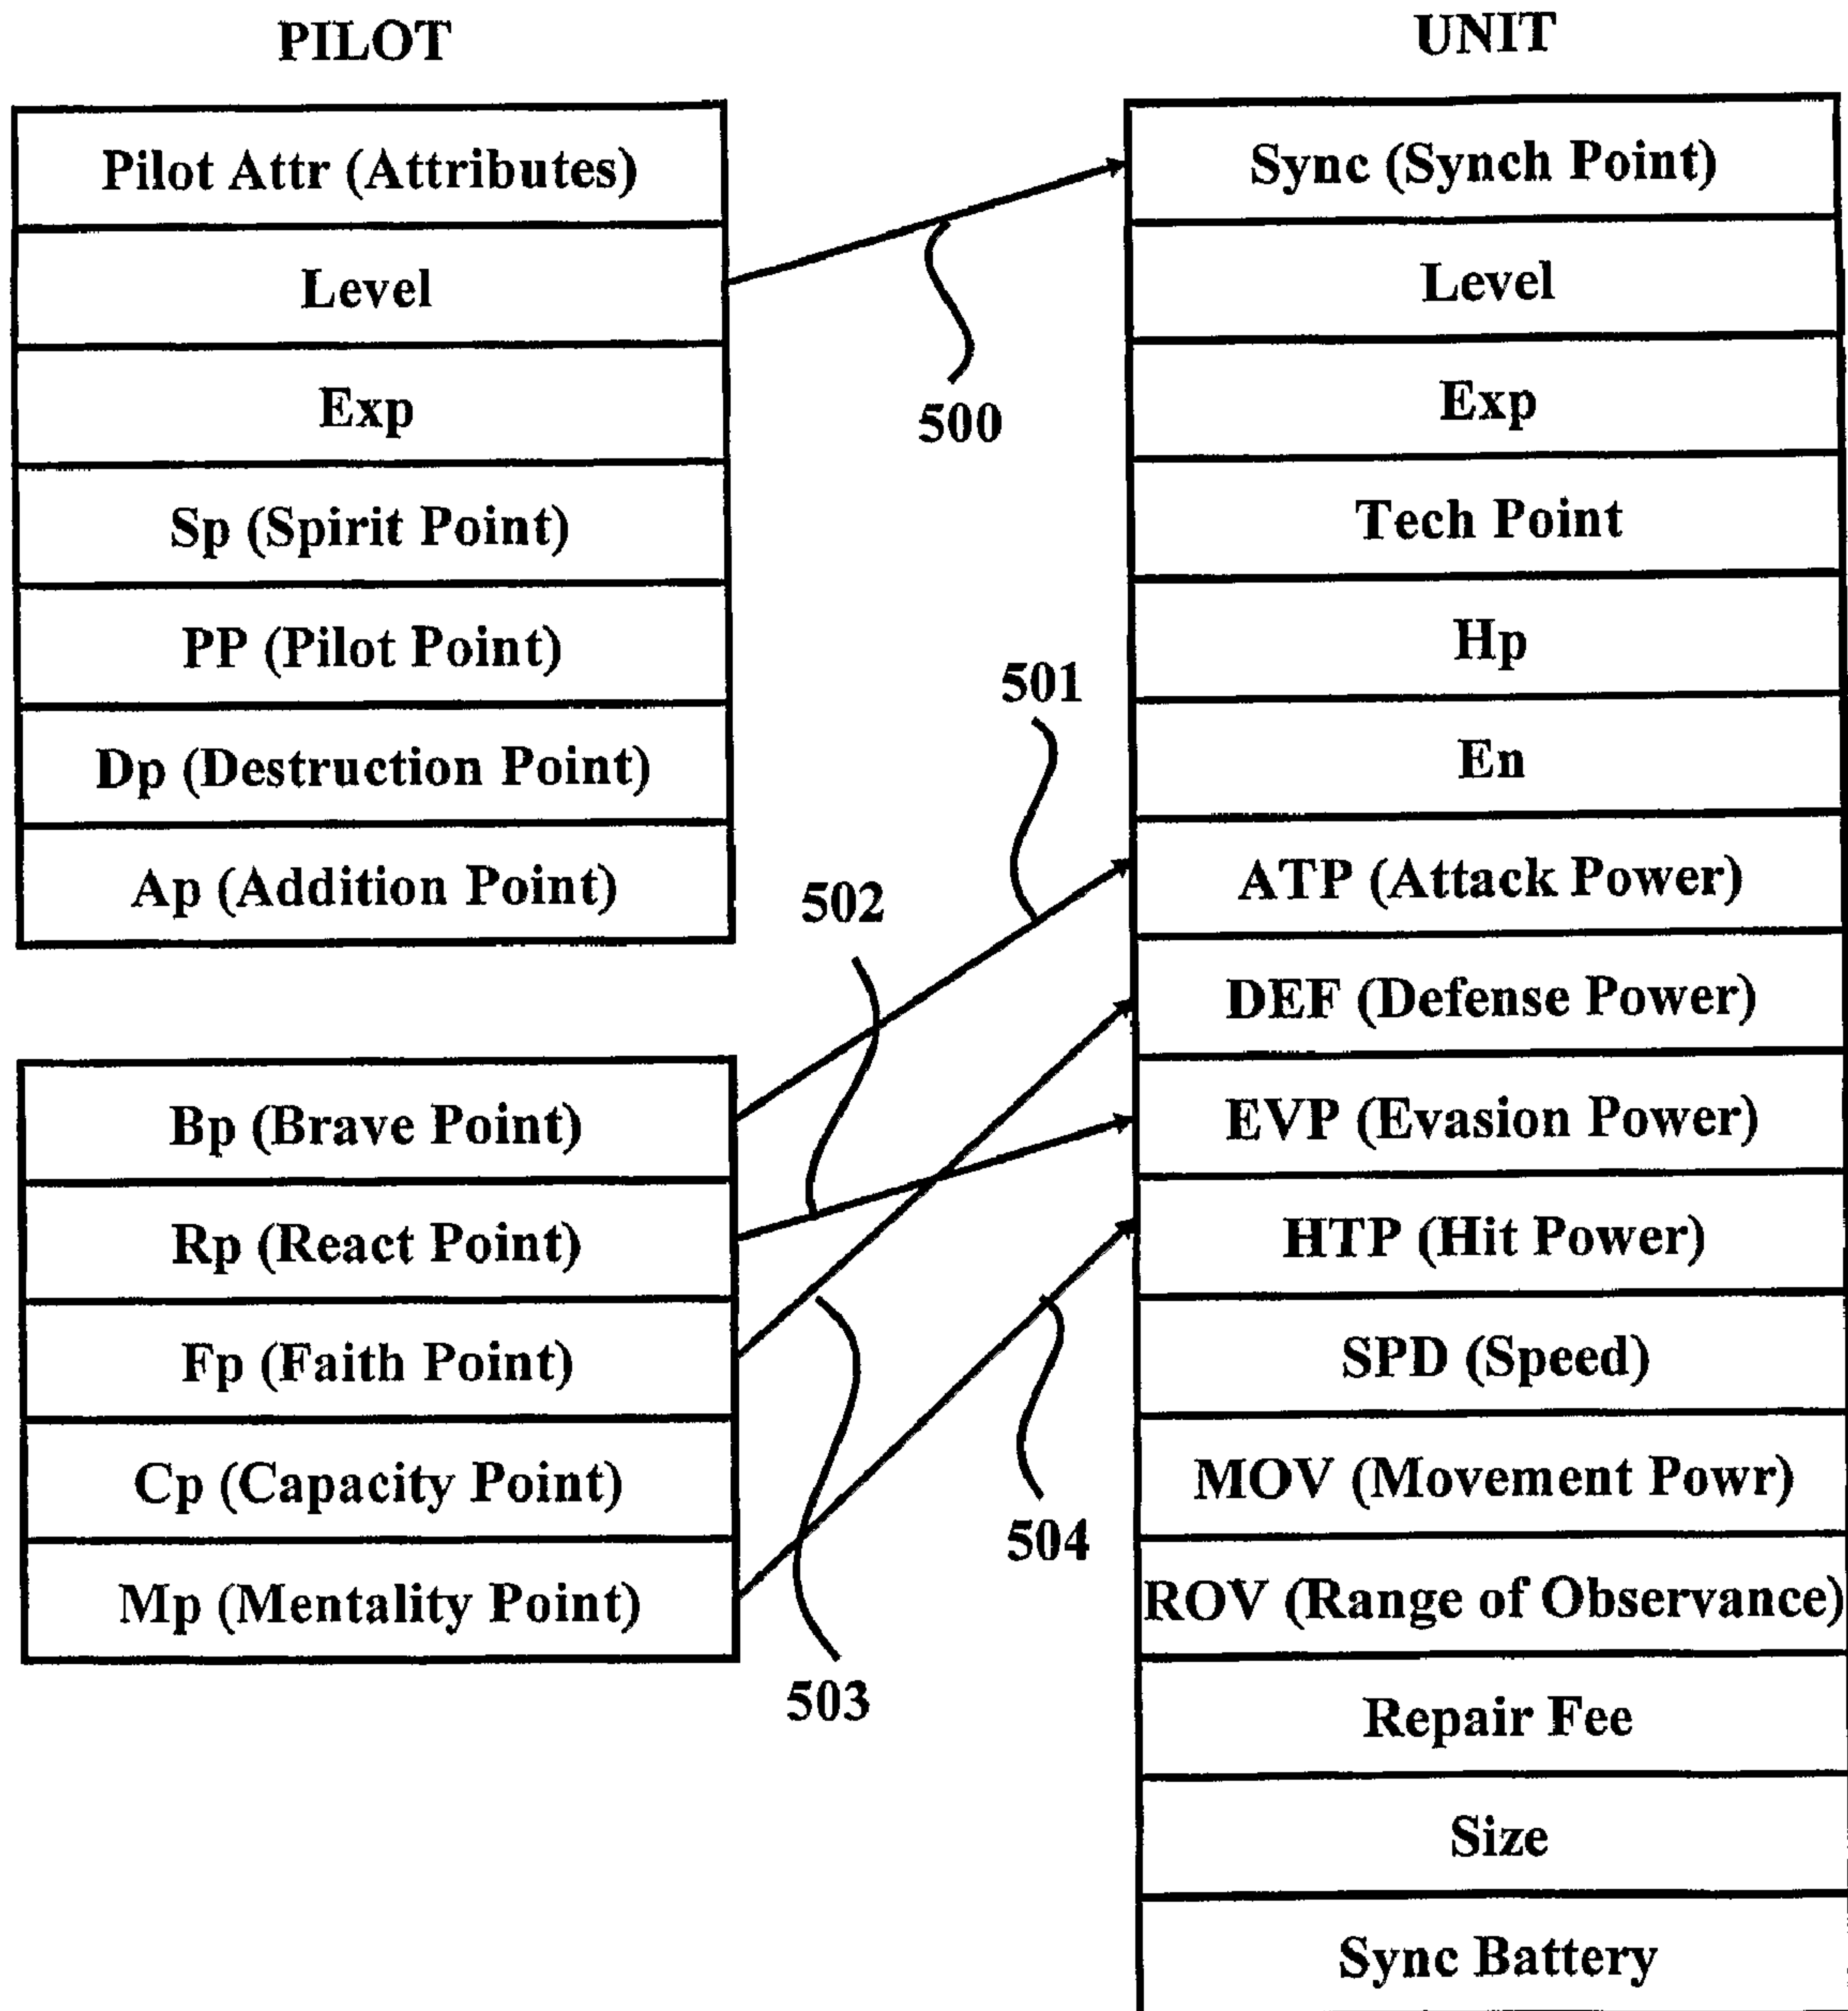 PILOT
Pilot Attr (Attributes)
Level
Exp
Sp (Spirit Point)
PP (Pilot Point)
Dp (Destruction Point)
Ap (Addition Point)
Bp (Brave Point)
Rp (React Point)
Fp (Faith Point)
Cp (Capacity Point)
Mp (Mentality Point)
500
501
502
503
504
UNIT
Sync (Synch Point)
Level
Exp
Tech Point
Hp
En
ATP (Attack Power)
DEF (Defense Power)
EVP (Evasion Power)
HTP (Hit Power)
SPD (Speed)
MOV (Movement Powr)
ROV (Range of Observance)
Repair Fee
Size
Sync Battery